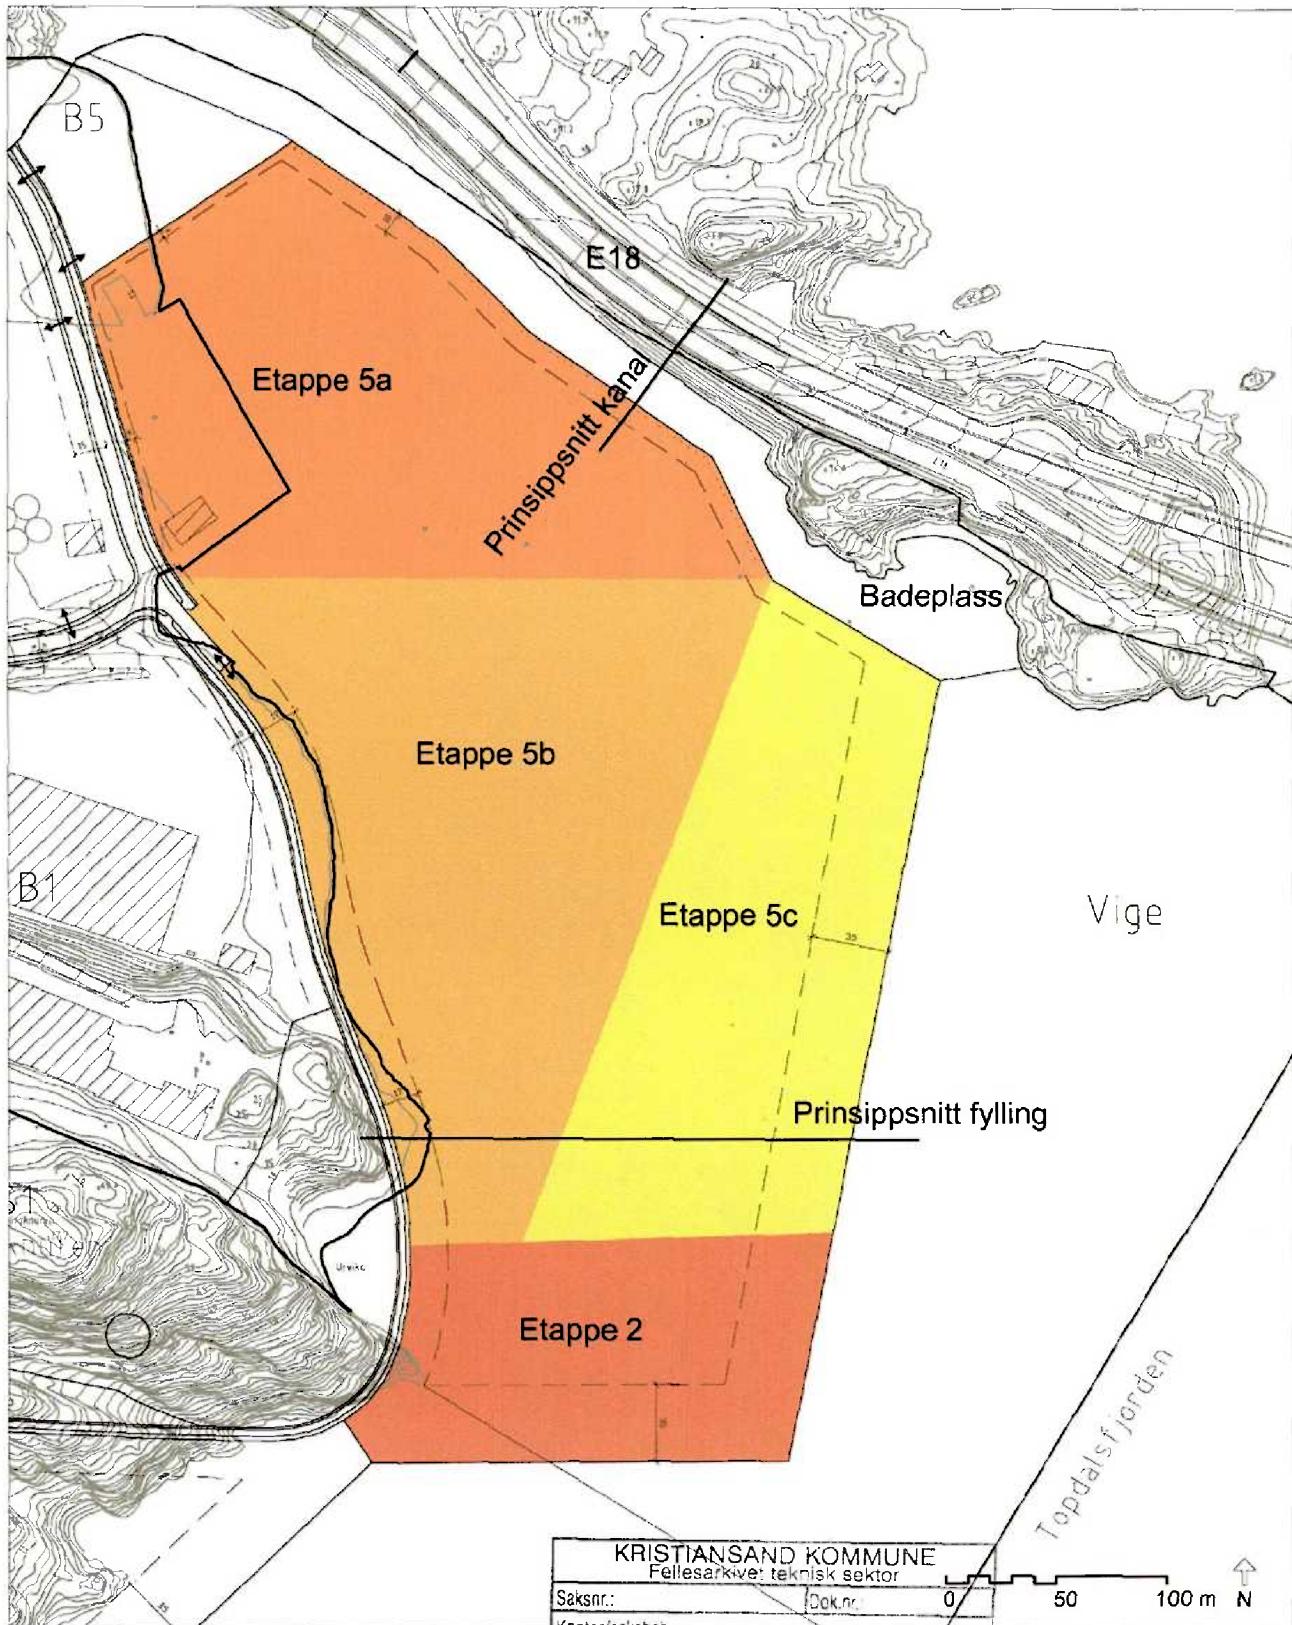 B5
E18
Etappe 5a
Prinsippsnitt kanal
Badeplass
Etappe 5b
B1
Etappe 5c
Vige
35
Prinsippsnitt fylling
Etappe 2
Topdalsfjorden
KRISTIANSAND KOMMUNE
Fellesarkivet teknisk sektor
Saksnr.: Dok.nr.:
0 50 100 m N